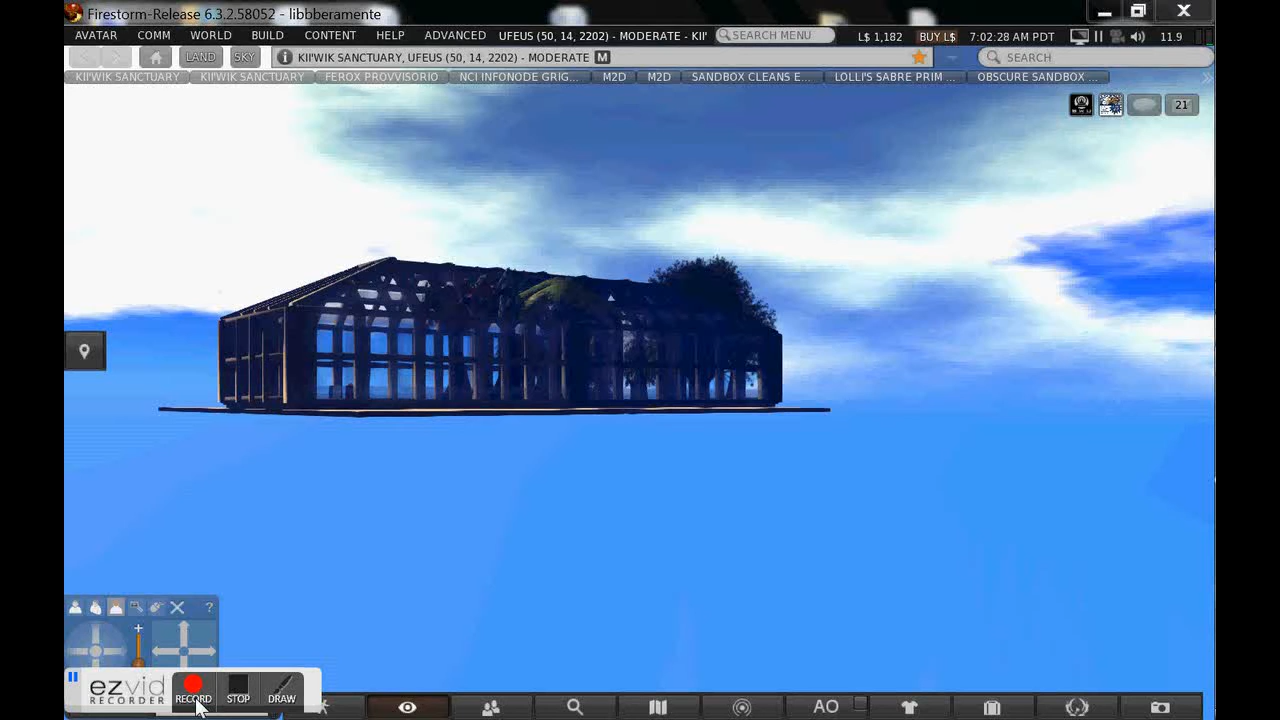 Firestorm-Release 6.3.2.58052 - libbberamente
AVATAR COMM WORLD BUILD CONTENT HELP ADVANCED UFEUS (50, 14, 2202) - MODERATE - KII' SEARCH MENU L$ 1,182 BUY L$ 7:02:28 AM PDT 11.9
LAND SKY KII'WIK SANCTUARY, UFEUS (50, 14, 2202) - MODERATE M SEARCH
KII'WIK SANCTUARY KII'WIK SANCTUARY FEROX PROVVISORIO NCI INFONODE GRIG... M2D M2D SANDBOX CLEANS E... LOLLI'S SABRE PRIM ... OBSCURE SANDBOX ...
21
?
ezvid
RECORDER
RECORD STOP DRAW
AO